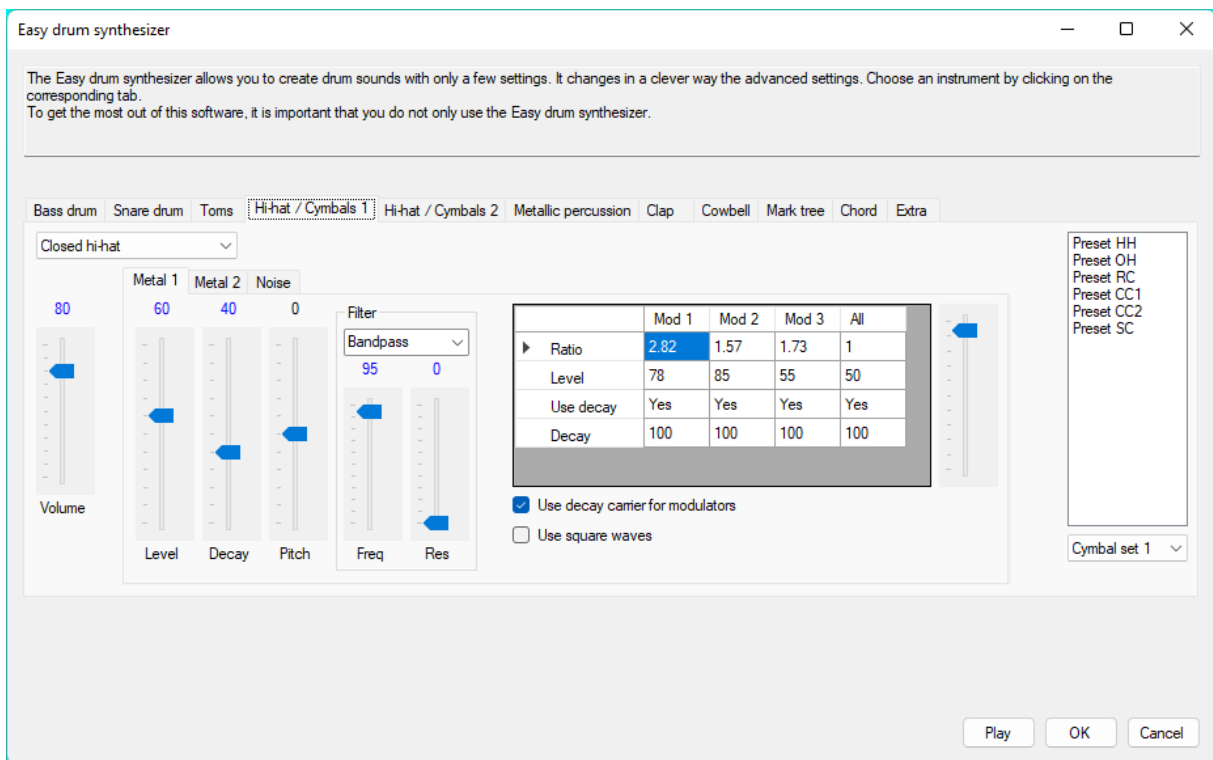 Easy drum synthesizer
The Easy drum synthesizer allows you to create drum sounds with only a few settings. It changes in a clever way the advanced settings. Choose an instrument by clicking on the
corresponding tab.
To get the most out of this software, it is important that you do not only use the Easy drum synthesizer.
Bass drum Snare drum Toms Hi-hat / Cymbals 1 Hi-hat / Cymbals 2 Metallic percussion Clap Cowbell Mark tree Chord Extra
Closed hi-hat
Metal 1 Metal 2 Noise
80 60 40 0
Volume
Level Decay Pitch
Filter
Bandpass
95 0
Freq Res
Mod 1 Mod 2 Mod 3 All
Ratio 2.82 1.57 1.73 1
Level 78 85 55 50
Use decay Yes Yes Yes Yes
Decay 100 100 100 100
Use decay carrier for modulators
Use square waves
Preset HH
Preset OH
Preset RC
Preset CC1
Preset CC2
Preset SC
Cymbal set 1
Play OK Cancel